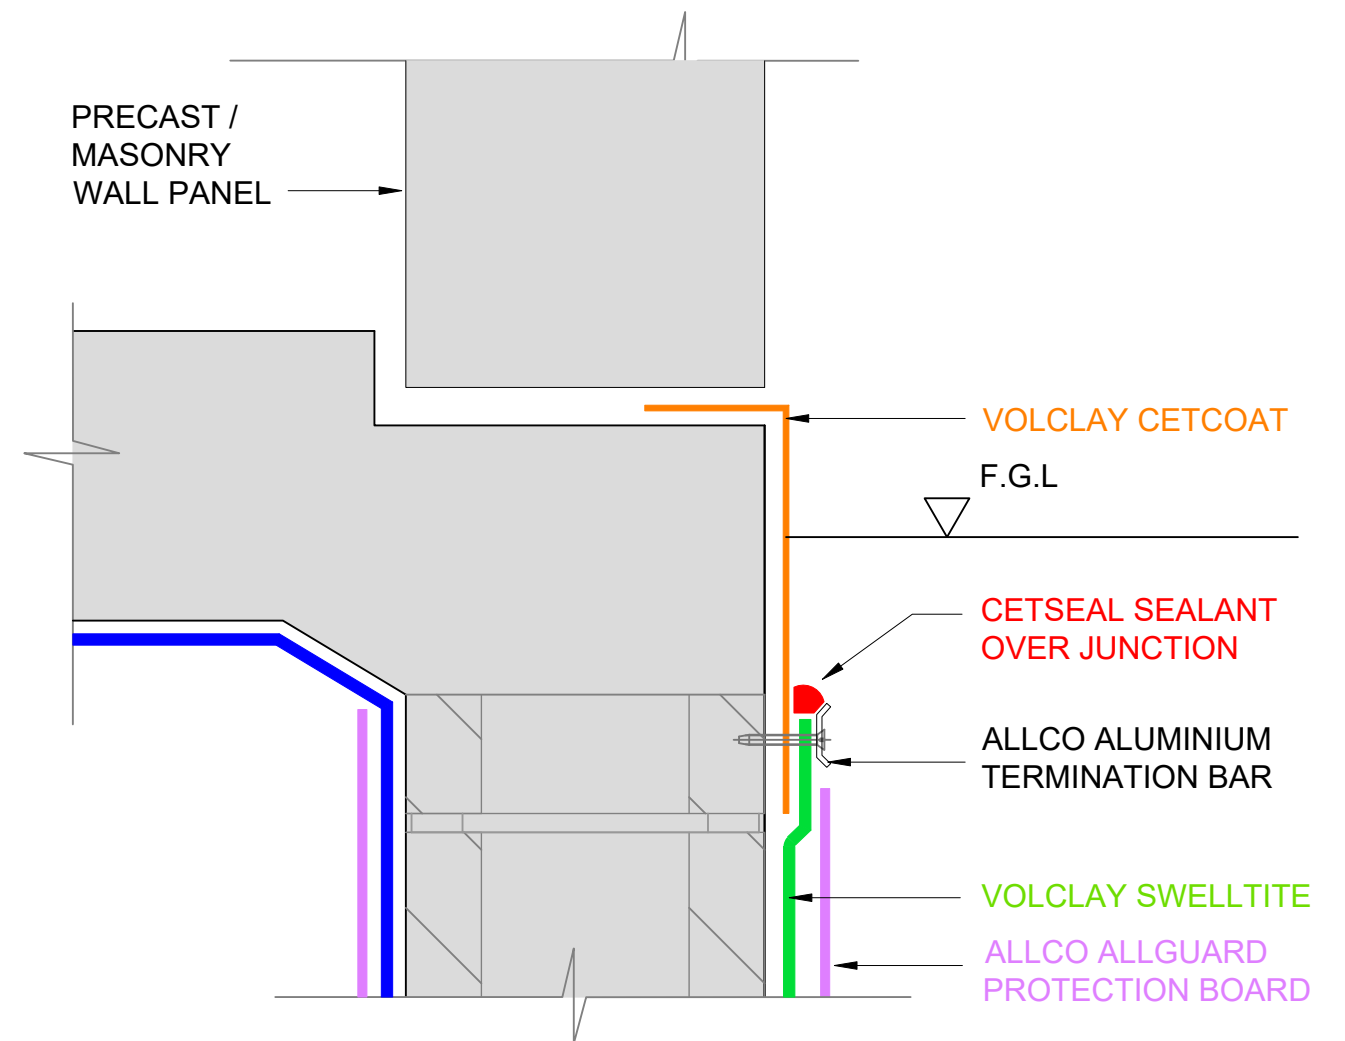 PRECAST /
MASONRY
WALL PANEL
VOLCLAY CETCOAT
F.G.L
CETSEAL SEALANT
OVER JUNCTION
ALLCO ALUMINIUM
TERMINATION BAR
VOLCLAY SWELLTITE
ALLCO ALLGUARD
PROTECTION BOARD